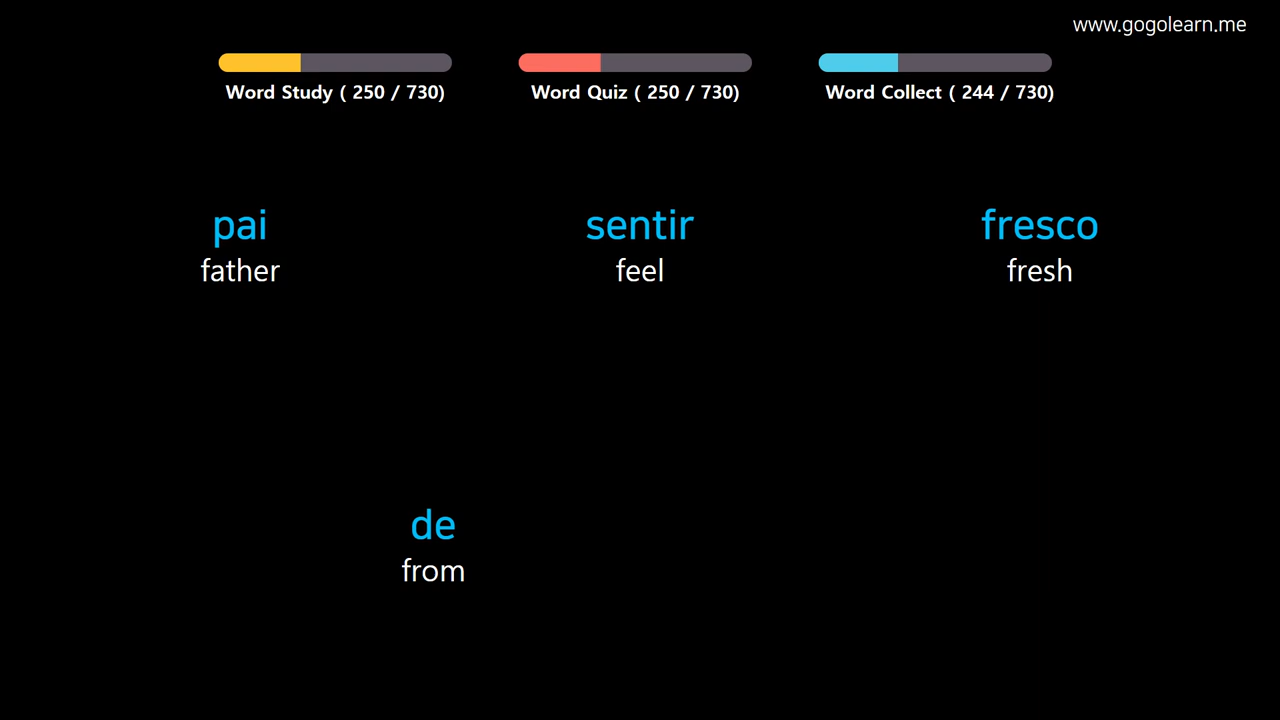 www.gogolearn.me
Word Study ( 250 / 730)
Word Quiz ( 250 / 730)
Word Collect ( 244 / 730)
pai
father
sentir
feel
fresco
fresh
de
from